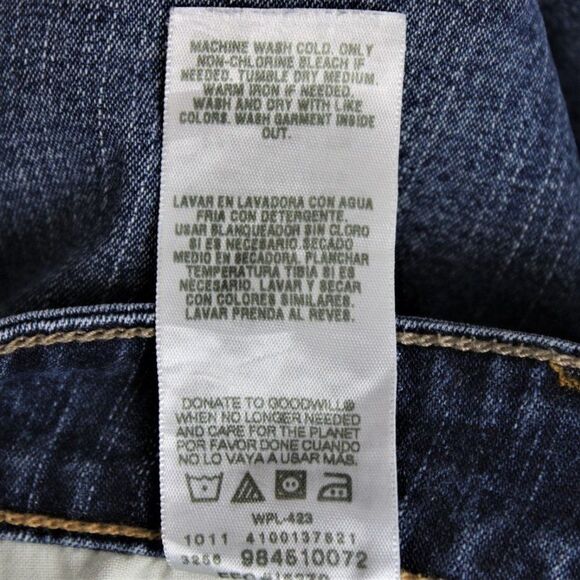 MACHINE WASH COLD. ONLY
NON-CHLORINE BLEACH IF
NEEDED. TUMBLE DRY MEDIUM.
WARM IRON IF NEEDED.
WASH AND DRY WITH LIKE
COLORS. WASH GARMENT INSIDE
OUT.
LAVAR EN LAVADORA CON AGUA
FRIA CON DETERGENTE.
USAR BLANQUEADOR SIN CLORO
SI ES NECESARIO. SECADO
MEDIO EN SECADORA. PLANCHAR
TEMPERATURA TIBIA SI ES
NECESARIO. LAVAR Y SECAR
CON COLORES SIMILARES.
LAVAR PRENDA AL REVES.
DONATE TO GOODWILL®
WHEN NO LONGER NEEDED
AND CARE FOR THE PLANET
POR FAVOR DONE CUANDO
NO LO VAYA A USAR MÁS.
WPL-423
1011 4100137821
3256 984510072